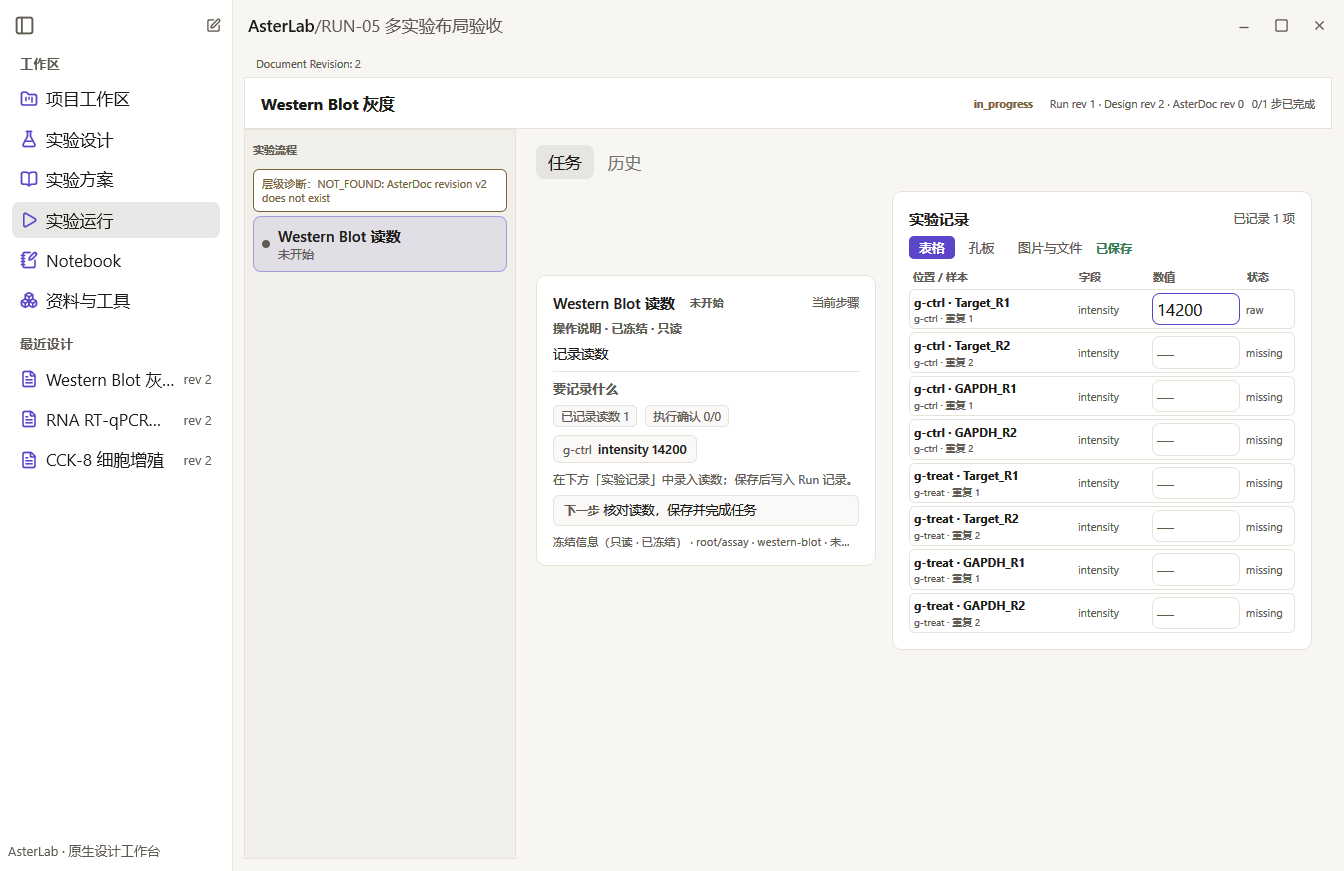 AsterLab/RUN-05 多实验布局验收
工作区
项目工作区
实验设计
实验方案
实验运行
Notebook
资料与工具
最近设计
Western Blot 灰... rev 2
RNA RT-qPCR... rev 2
CCK-8 细胞增殖 rev 2
AsterLab · 原生设计工作台
Document Revision: 2
Western Blot 灰度
in_progress Run rev 1 · Design rev 2 · AsterDoc rev 0 0/1 步已完成
实验流程
层级诊断：NOT_FOUND: AsterDoc revision v2
does not exist
Western Blot 读数
未开始
任务 历史
Western Blot 读数 未开始 当前步骤
操作说明 · 已冻结 · 只读
记录读数
要记录什么
已记录读数 1 执行确认 0/0
g-ctrl intensity 14200
在下方「实验记录」中录入读数；保存后写入 Run 记录。
下一步 核对读数，保存并完成任务
冻结信息（只读 · 已冻结） · root/assay · western-blot · 未...
实验记录 已记录 1 项
表格 孔板 图片与文件 已保存
位置 / 样本 字段 数值 状态
g-ctrl · Target_R1 intensity 14200 raw
g-ctrl · 重复 1
g-ctrl · Target_R2 intensity — missing
g-ctrl · 重复 2
g-ctrl · GAPDH_R1 intensity — missing
g-ctrl · 重复 1
g-ctrl · GAPDH_R2 intensity — missing
g-ctrl · 重复 2
g-treat · Target_R1 intensity — missing
g-treat · 重复 1
g-treat · Target_R2 intensity — missing
g-treat · 重复 2
g-treat · GAPDH_R1 intensity — missing
g-treat · 重复 1
g-treat · GAPDH_R2 intensity — missing
g-treat · 重复 2